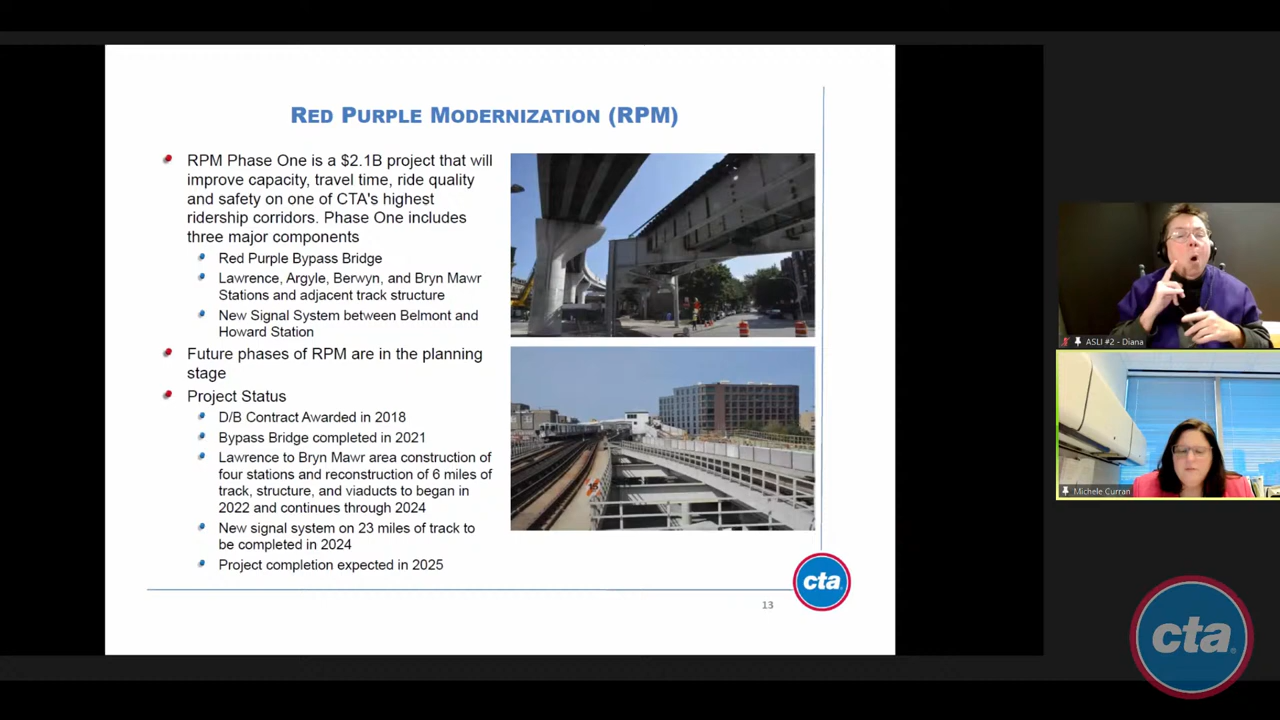 RED PURPLE MODERNIZATION (RPM)
RPM Phase One is a $2.1B project that will
improve capacity, travel time, ride quality
and safety on one of CTA's highest
ridership corridors. Phase One includes
three major components
Red Purple Bypass Bridge
Lawrence, Argyle, Berwyn, and Bryn Mawr
Stations and adjacent track structure
New Signal System between Belmont and
Howard Station
Future phases of RPM are in the planning
stage
Project Status
D/B Contract Awarded in 2018
Bypass Bridge completed in 2021
Lawrence to Bryn Mawr area construction of
four stations and reconstruction of 6 miles of
track, structure, and viaducts to began in
2022 and continues through 2024
New signal system on 23 miles of track to
be completed in 2024
Project completion expected in 2025
cta
13
ASLI #2 - Diana
Michele Curran
cta